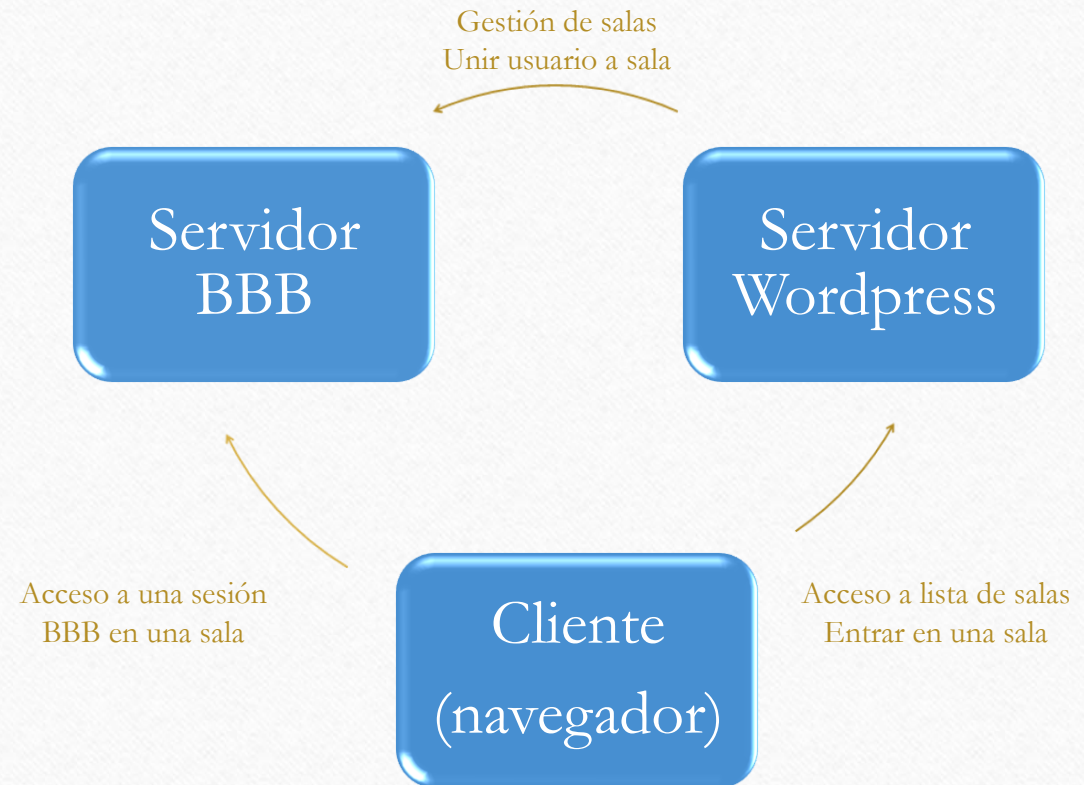 Gestión de salas
Unir usuario a sala
Servidor
BBB
Servidor
Wordpress
Acceso a una sesión
BBB en una sala
Cliente
(navegador)
Acceso a lista de salas
Entrar en una sala